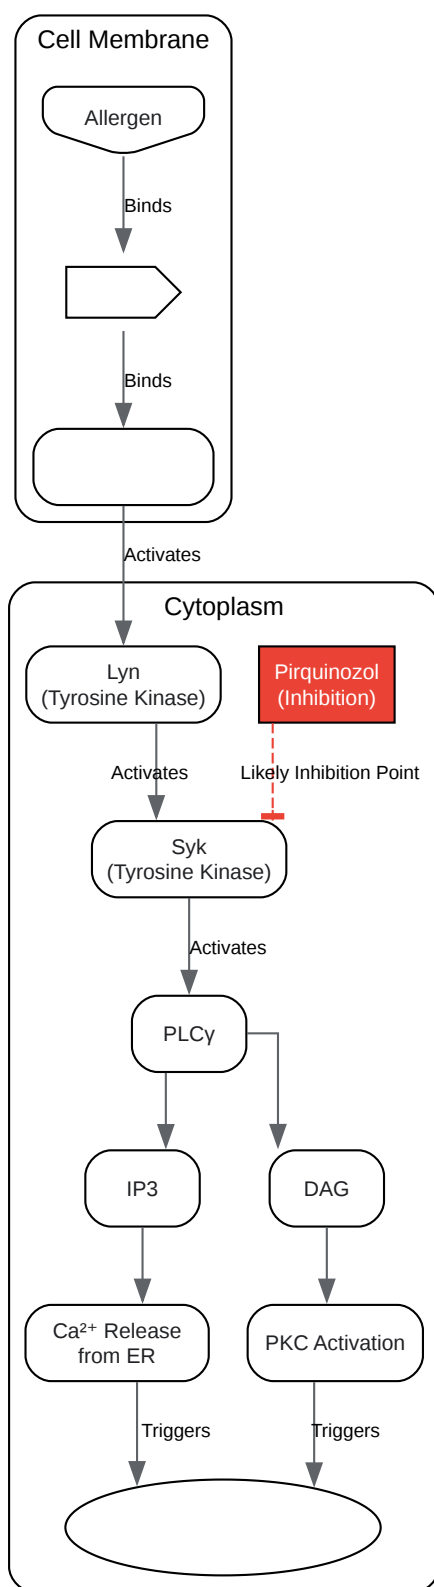 Cell Membrane
Allergen
Binds
Binds
Activates
Cytoplasm
Lyn
(Tyrosine Kinase)
Pirquinozol
(Inhibition)
Activates
Likely Inhibition Point
Syk
(Tyrosine Kinase)
Activates
PLCγ
IP3
DAG
Ca²⁺ Release
from ER
PKC Activation
Triggers
Triggers